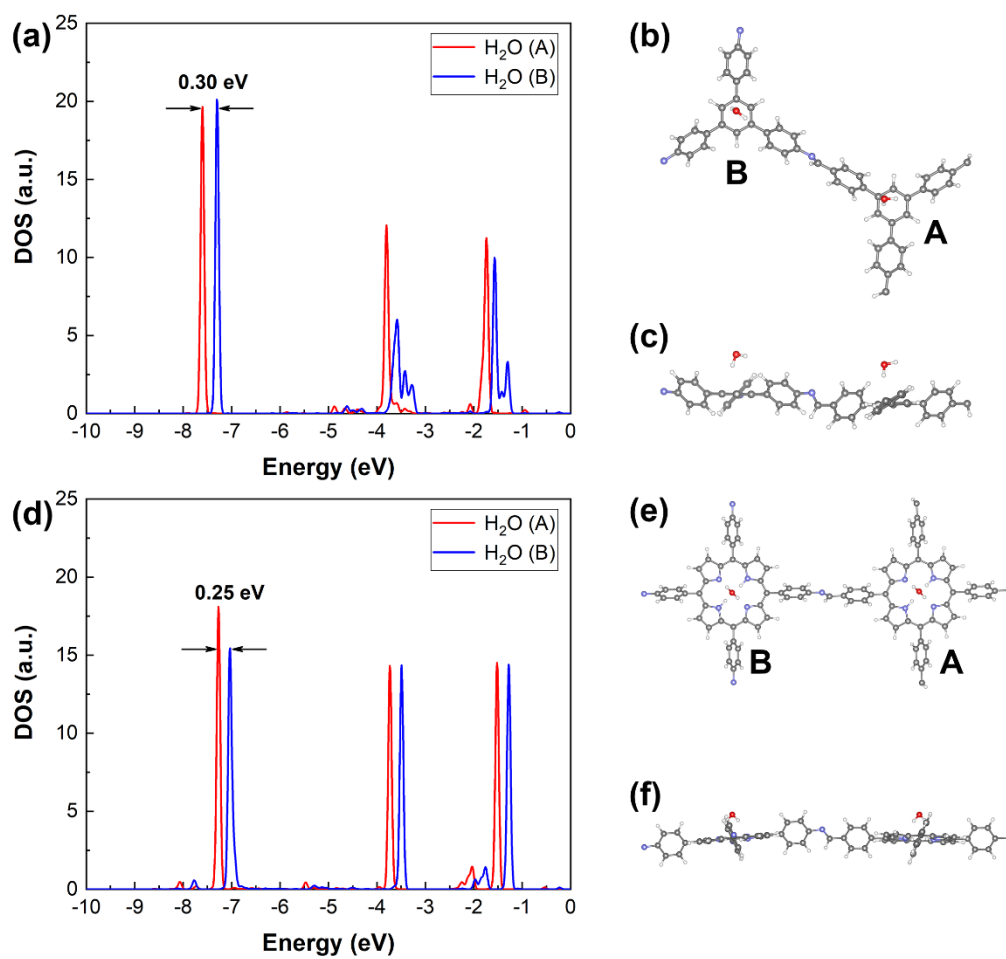 (a)
25
20
15
10
5
0
DOS (a.u.)
0.30 eV
H₂O (A)
H₂O (B)
-10 -9 -8 -7 -6 -5 -4 -3 -2 -1 0
Energy (eV)
(b)
B
A
(c)
(d)
25
20
15
10
5
0
DOS (a.u.)
0.25 eV
H₂O (A)
H₂O (B)
-10 -9 -8 -7 -6 -5 -4 -3 -2 -1 0
Energy (eV)
(e)
B
A
(f)